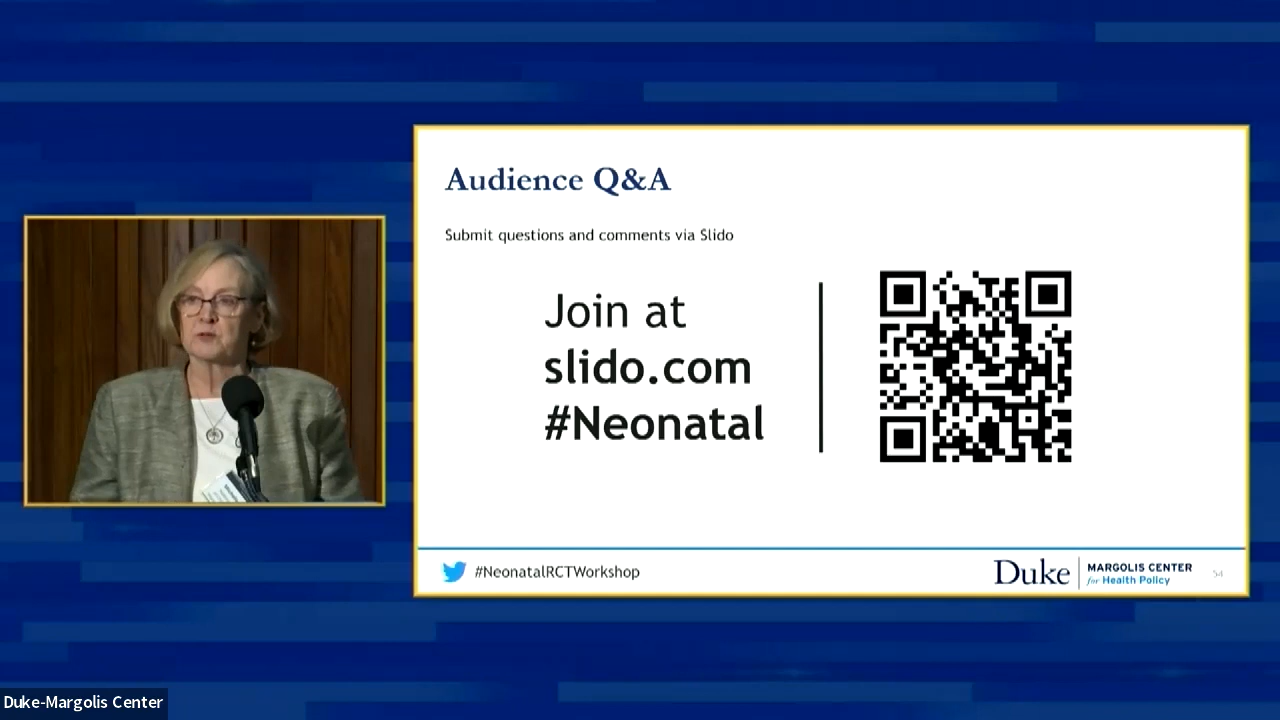 Audience Q&A
Submit questions and comments via Slido
Join at
slido.com
#Neonatal
#NeonatalRCTWorkshop
Duke
MARGOLIS CENTER
for Health Policy
54
Duke-Margolis Center